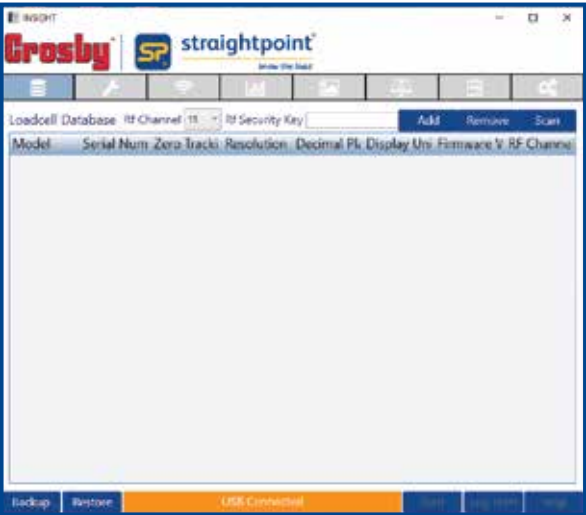 INSIGHT
Crosby SP straightpoint
know the load
Loadcell Database Rf Channel 15 Rf Security Key Add Remove Scan
Model Serial Num Zero Tracki Resolution Decimal Pl Display Uni Firmware V RF Channe
Backup Restore USB Connected